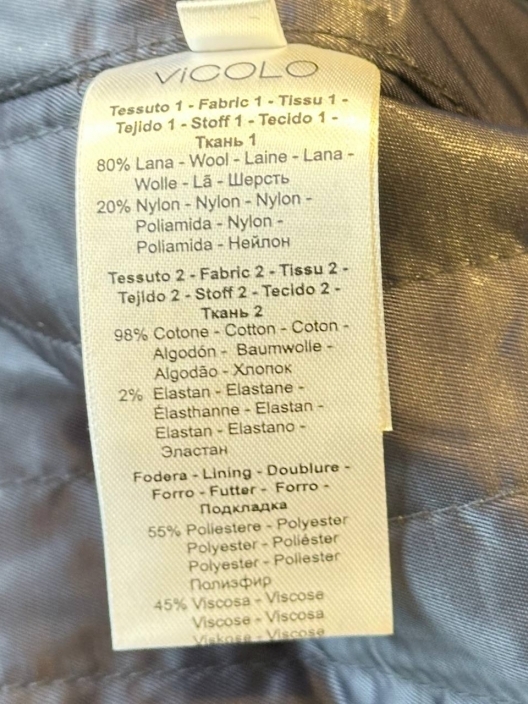 ViCOLO
Tessuto 1 - Fabric 1 - Tissu 1 -
Tejido 1 - Stoff 1 - Tecido 1 -
Ткань 1
80% Lana - Wool - Laine - Lana -
Wolle - Lã - Шерсть
20% Nylon - Nylon - Nylon -
Poliamida - Nylon -
Poliamida - Нейлон
Tessuto 2 - Fabric 2 - Tissu 2 -
Tejido 2 - Stoff 2 - Tecido 2 -
Ткань 2
98% Cotone - Cotton - Coton -
Algodón - Baumwolle -
Algodão - Хлопок
2% Elastan - Elastane -
Élasthanne - Elastan -
Elastan - Elastano -
Эластан
Fodera - Lining - Doublure -
Forro - Futter - Forro -
Подкладка
55% Poliestere - Polyester
Polyester - Poliéster
Polyester - Poliester
Полиэфир
45% Viscosa - Viscose
Viscose - Viscosa
Viskose - Viscose